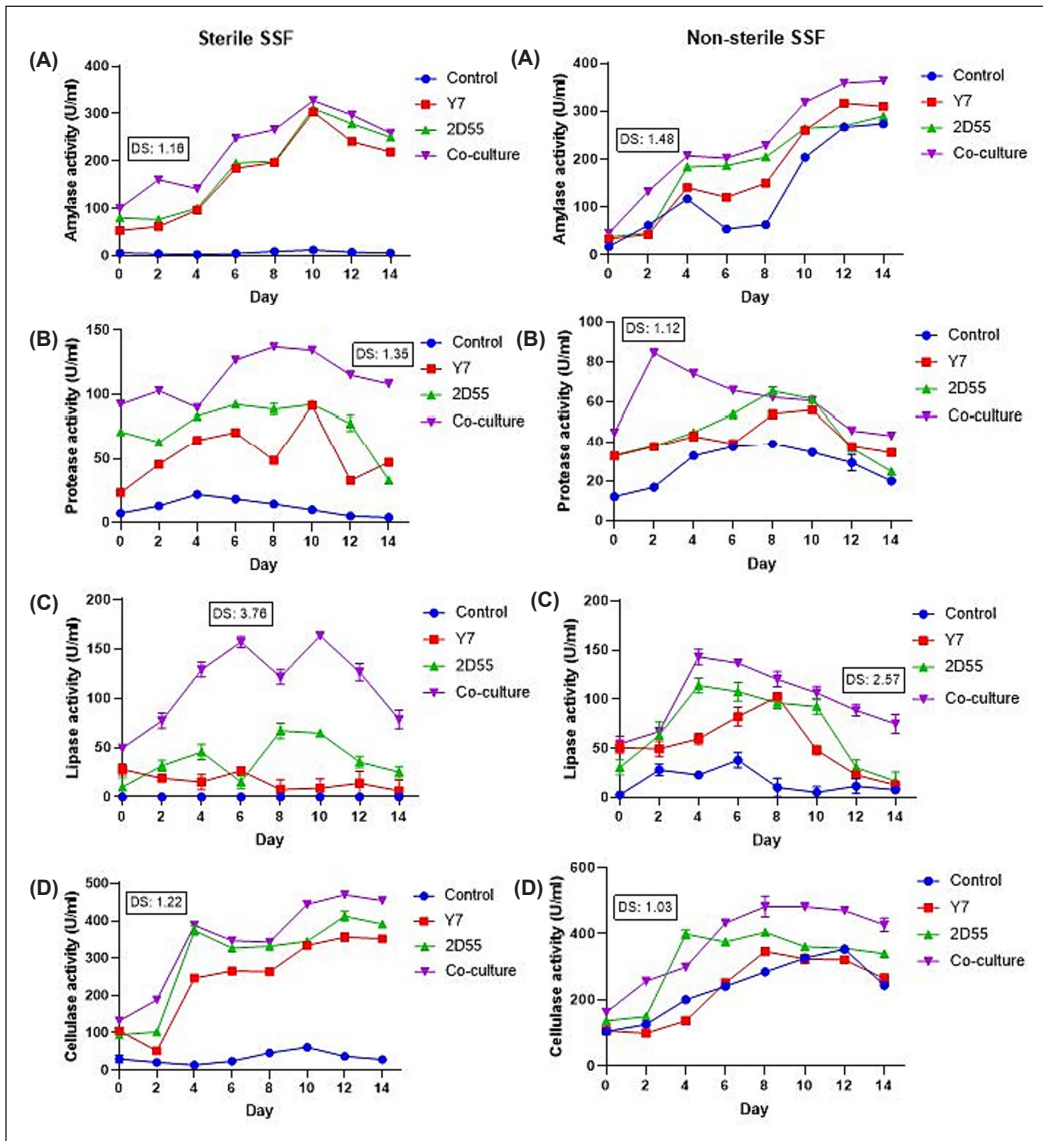 Sterile SSF
Non-sterile SSF
(A)
Amylase activity (U/ml)
400
300
200
100
0
DS: 1.16
Control
Y7
2D55
Co-culture
0 2 4 6 8 10 12 14
Day
(A)
Amylase activity (U/ml)
400
300
200
100
0
DS: 1.48
Control
Y7
2D55
Co-culture
0 2 4 6 8 10 12 14
Day
(B)
Protease activity (U/ml)
150
100
50
0
DS: 1.35
Control
Y7
2D55
Co-culture
0 2 4 6 8 10 12 14
Day
(B)
Protease activity (U/ml)
100
80
60
40
20
0
DS: 1.12
Control
Y7
2D55
Co-culture
0 2 4 6 8 10 12 14
Day
(C)
Lipase activity (U/ml)
200
150
100
50
0
DS: 3.76
Control
Y7
2D55
Co-culture
0 2 4 6 8 10 12 14
Day
(C)
Lipase activity (U/ml)
200
150
100
50
0
DS: 2.57
Control
Y7
2D55
Co-culture
0 2 4 6 8 10 12 14
Day
(D)
Cellulase activity (U/ml)
500
400
300
200
100
0
DS: 1.22
Control
Y7
2D55
Co-culture
0 2 4 6 8 10 12 14
Day
(D)
Cellulase activity (U/ml)
600
400
200
0
DS: 1.03
Control
Y7
2D55
Co-culture
0 2 4 6 8 10 12 14
Day